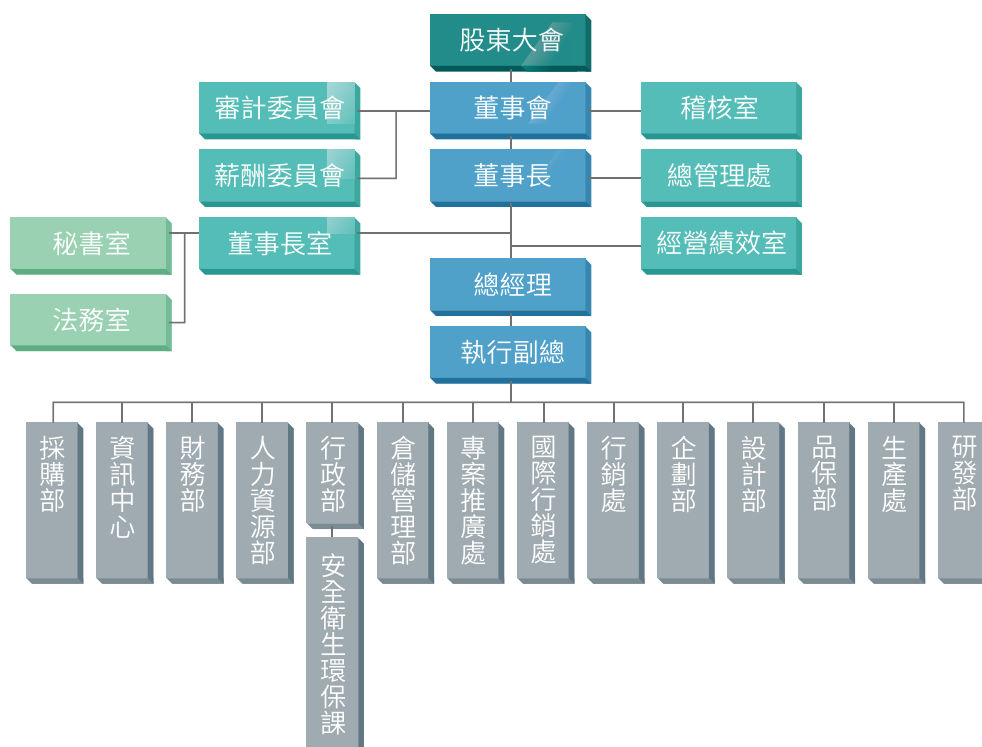 股東大會
審計委員會
董事會
稽核室
薪酬委員會
董事長
總管理處
秘書室
董事長室
經營績效室
總經理
法務室
執行副總
採購部
資訊中心
財務部
人力資源部
行政部
倉儲管理部
專案推廣處
國際行銷處
行銷處
企劃部
設計部
品保部
生產處
研發部
安全衛生環保課